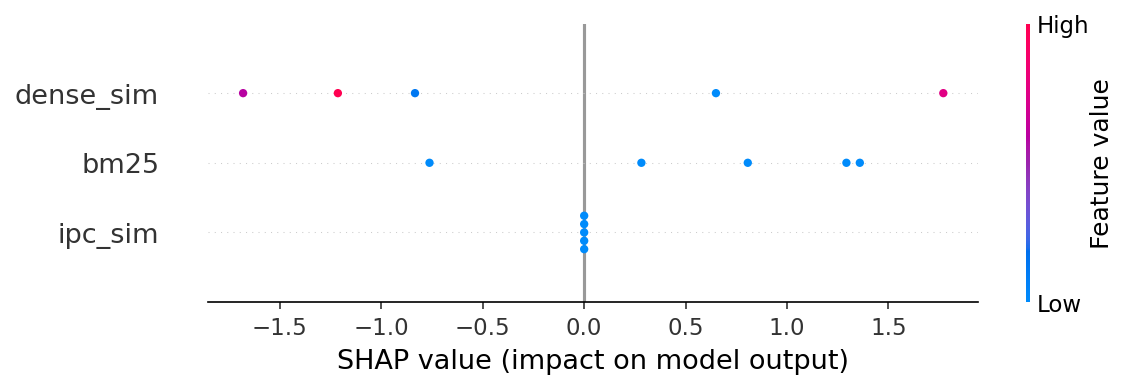 High
dense_sim
bm25
ipc_sim
Feature value
Low
−1.5 −1.0 −0.5 0.0 0.5 1.0 1.5
SHAP value (impact on model output)